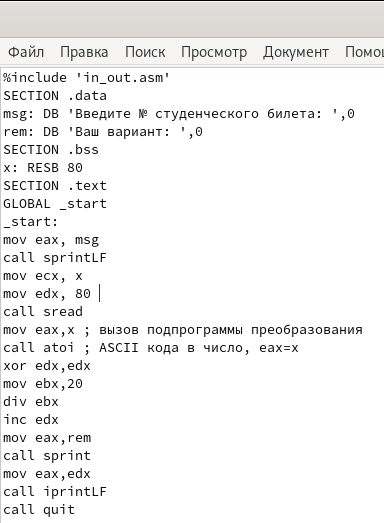 Файл Правка Поиск Просмотр Документ
%include 'in_out.asm'
SECTION .data
msg: DB 'Введите № студенческого билета: ',0
rem: DB 'Ваш вариант: ',0
SECTION .bss
x: RESB 80
SECTION .text
GLOBAL _start
_start:
mov eax, msg
call sprintLF
mov ecx, x
mov edx, 80
call sread
mov eax,x ; вызов подпрограммы преобразования
call atoi ; ASCII кода в число, eax=x
xor edx,edx
mov ebx,20
div ebx
inc edx
mov eax,rem
call sprint
mov eax,edx
call iprintLF
call quit